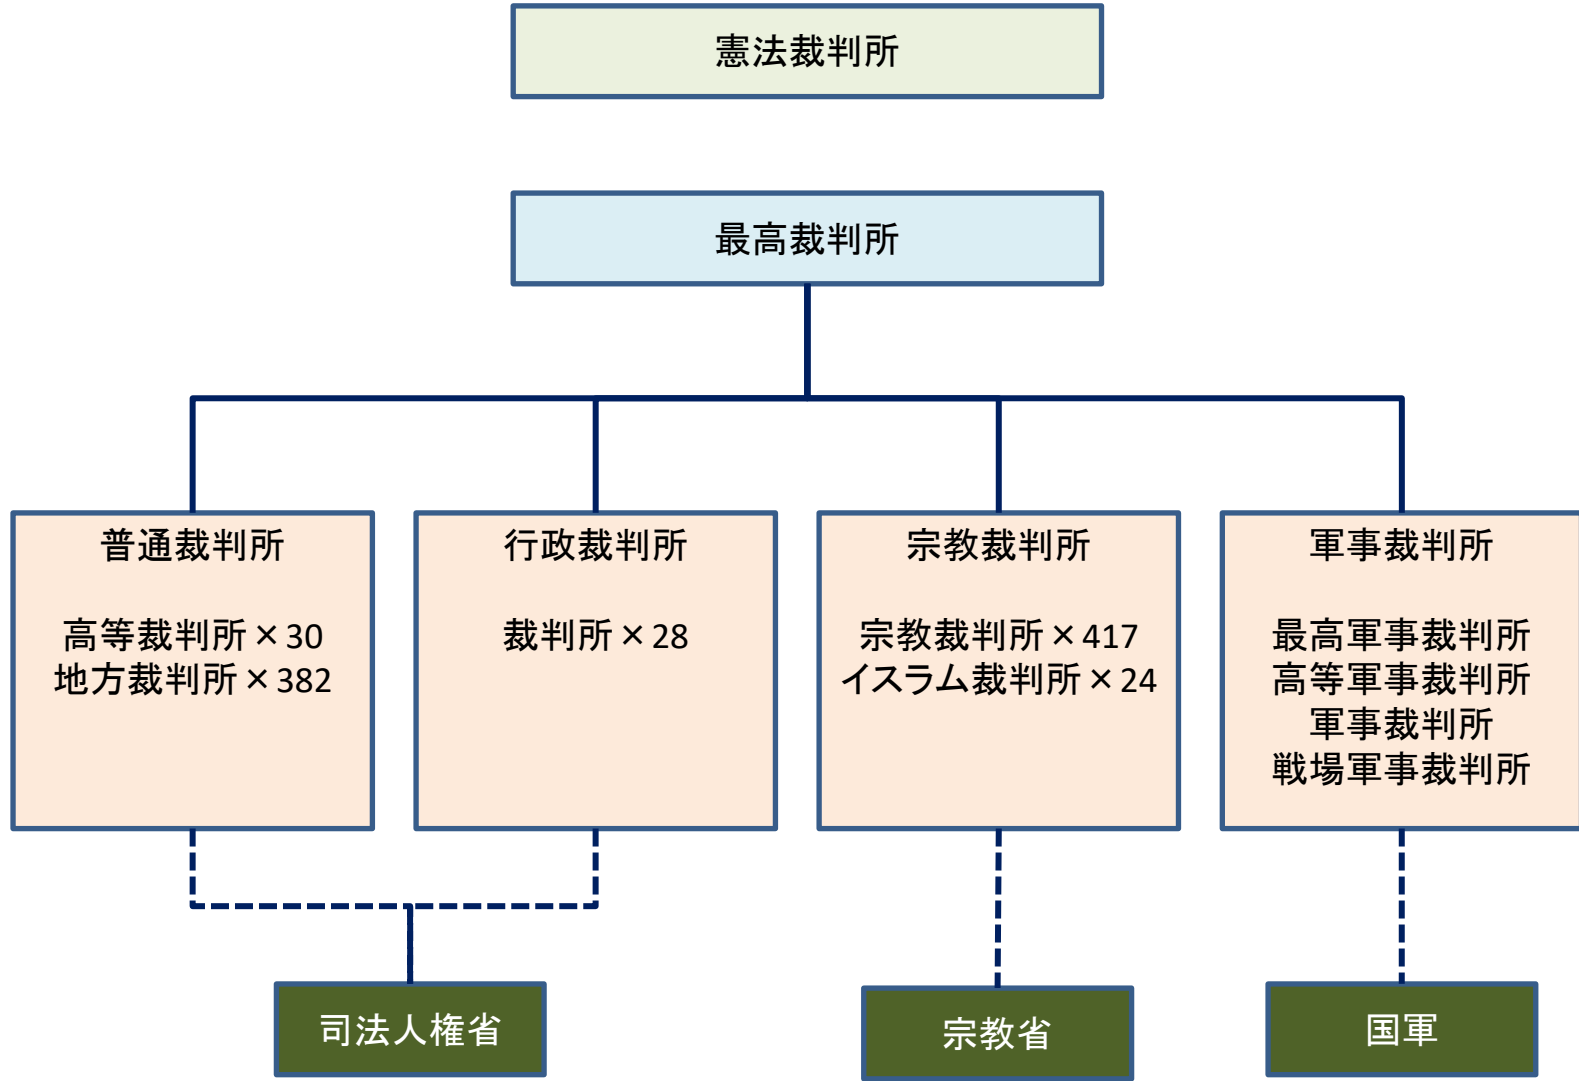 憲法裁判所
最高裁判所
普通裁判所
高等裁判所×30
地方裁判所×382
行政裁判所
裁判所×28
宗教裁判所
宗教裁判所×417
イスラム裁判所×24
軍事裁判所
最高軍事裁判所
高等軍事裁判所
軍事裁判所
戦場軍事裁判所
司法人権省
宗教省
国軍